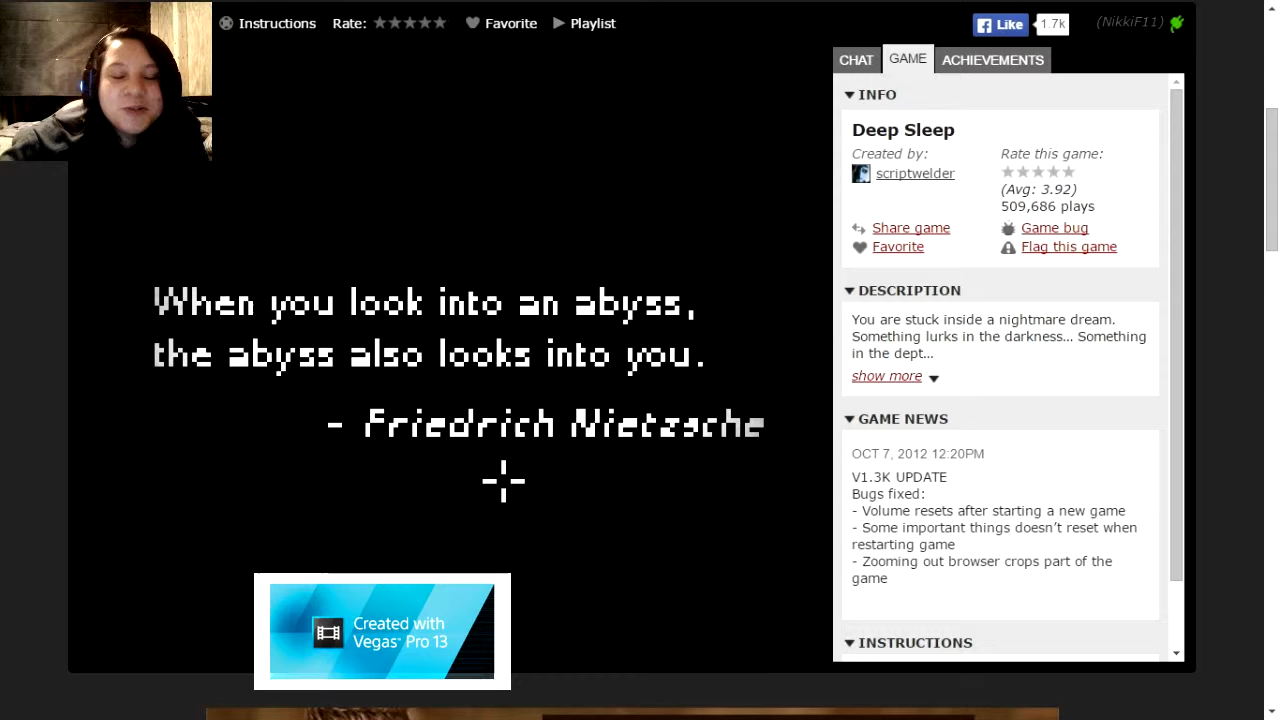 Instructions Rate: Favorite Playlist Like 1.7k (NikkiF11)
CHAT GAME ACHIEVEMENTS
INFO
Deep Sleep
Created by: Rate this game:
scriptwelder
(Avg: 3.92)
509,686 plays
Share game Game bug
Favorite Flag this game
DESCRIPTION
You are stuck inside a nightmare dream.
Something lurks in the darkness... Something
in the dept...
show more
GAME NEWS
OCT 7, 2012 12:20PM
V1.3K UPDATE
Bugs fixed:
- Volume resets after starting a new game
- Some important things doesn't reset when
restarting game
- Zooming out browser crops part of the
game
INSTRUCTIONS
When you look into an abyss,
the abyss also looks into you.
- Friedrich Nietzsche
Created with
Vegas™ Pro 13